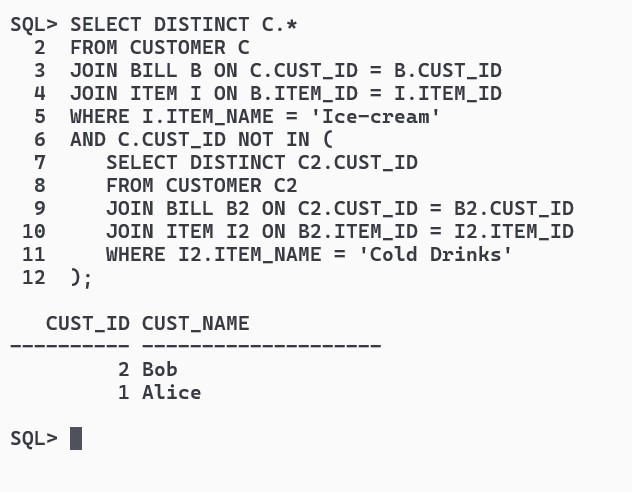 SQL> SELECT DISTINCT C.*
  2  FROM CUSTOMER C
  3  JOIN BILL B ON C.CUST_ID = B.CUST_ID
  4  JOIN ITEM I ON B.ITEM_ID = I.ITEM_ID
  5  WHERE I.ITEM_NAME = 'Ice-cream'
  6  AND C.CUST_ID NOT IN (
  7     SELECT DISTINCT C2.CUST_ID
  8     FROM CUSTOMER C2
  9     JOIN BILL B2 ON C2.CUST_ID = B2.CUST_ID
 10     JOIN ITEM I2 ON B2.ITEM_ID = I2.ITEM_ID
 11     WHERE I2.ITEM_NAME = 'Cold Drinks'
 12  );

   CUST_ID CUST_NAME
---------- --------------------
         2 Bob
         1 Alice

SQL>